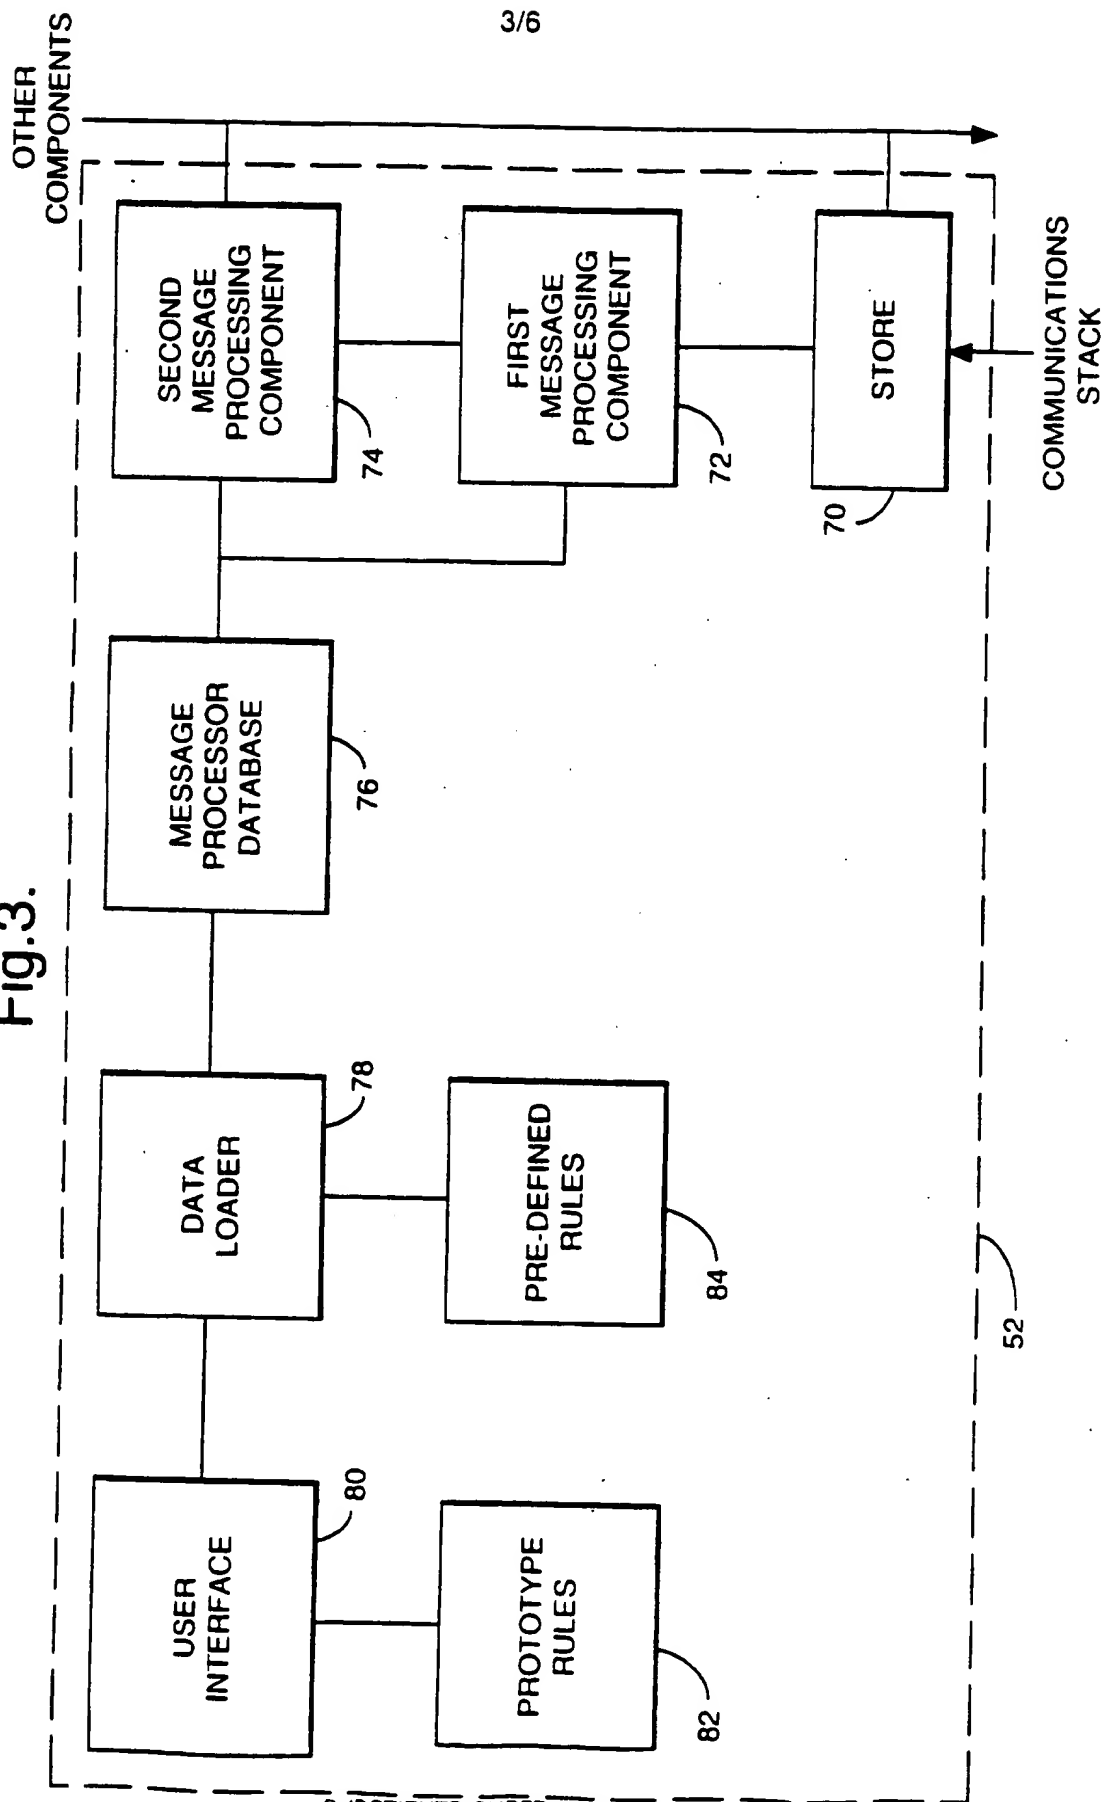 3/6
Fig.3.
OTHER
COMPONENTS
USER
INTERFACE
80
DATA
LOADER
78
MESSAGE
PROCESSOR
DATABASE
76
SECOND
MESSAGE
PROCESSING
COMPONENT
74
PROTOTYPE
RULES
82
PRE-DEFINED
RULES
84
FIRST
MESSAGE
PROCESSING
COMPONENT
72
STORE
70
52
COMMUNICATIONS
STACK